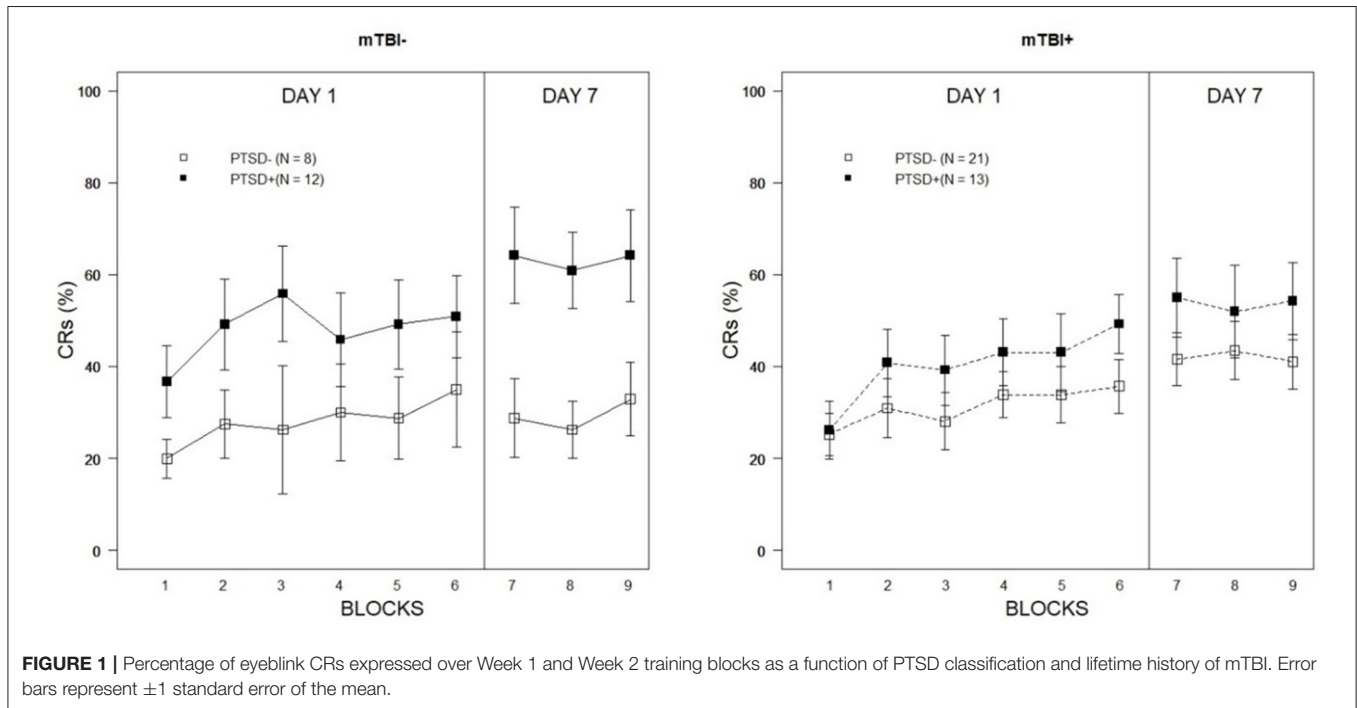 mTBI-
DAY 1
DAY 7
PTSD- (N = 8)
PTSD+(N = 12)
CRs (%)
100
80
60
40
20
0
1 2 3 4 5 6 7 8 9
BLOCKS
mTBI+
DAY 1
DAY 7
PTSD- (N = 21)
PTSD+(N = 13)
CRs (%)
100
80
60
40
20
0
1 2 3 4 5 6 7 8 9
BLOCKS
FIGURE 1 | Percentage of eyeblink CRs expressed over Week 1 and Week 2 training blocks as a function of PTSD classification and lifetime history of mTBI. Error
bars represent ±1 standard error of the mean.